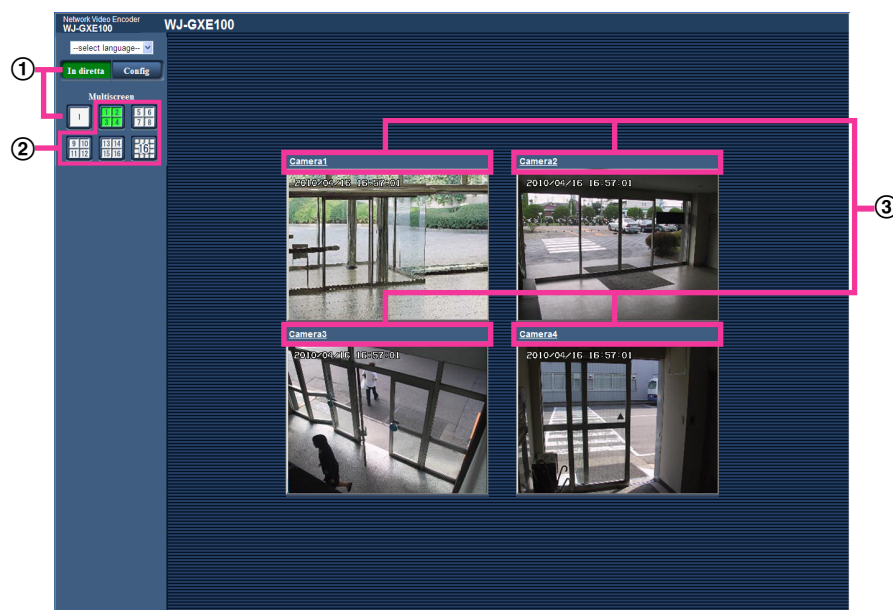 Network Video Encoder
WJ-GXE100
WJ-GXE100
--select language--
In diretta Config
Multiscreen
1
1 2
3 4
5 6
7 8
9 10
11 12
13 14
15 16
16
①
②
③
Camera1
2010/04/16 16:57:01
Camera2
2010/04/16 16:57:01
Camera3
2010/04/16 16:57:01
Camera4
2010/04/16 16:57:01